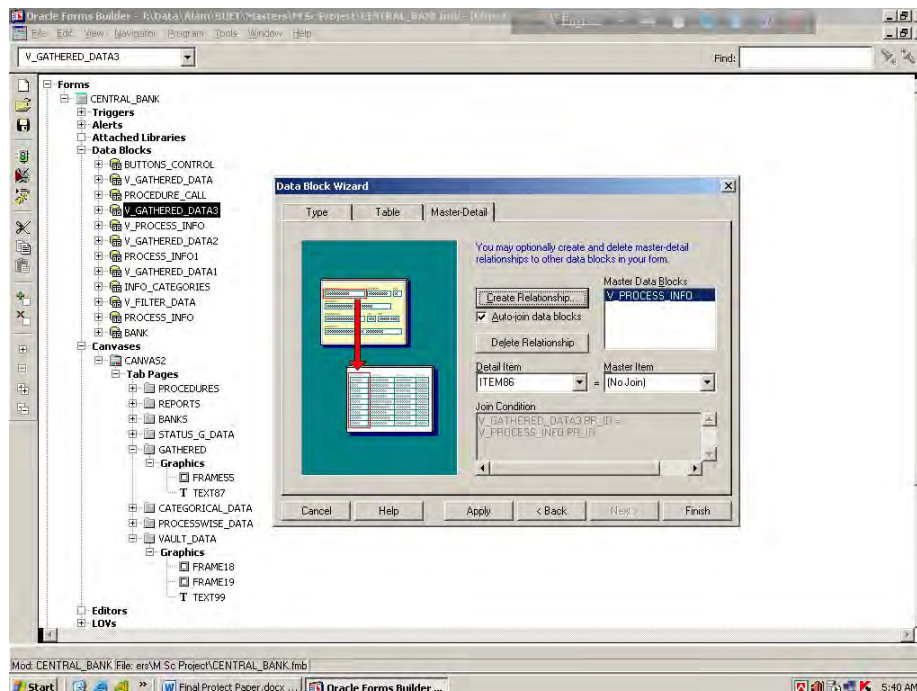 Oracle Forms Builder - I:\Data\Alam\BUET\Masters\M Sc Project\CENTRAL_BANK.fmb -
File Edit View Navigator Program Tools Window Help
V_GATHERED_DATA3
Find:
Forms
CENTRAL_BANK
Triggers
Alerts
Attached Libraries
Data Blocks
BUTTONS_CONTROL
V_GATHERED_DATA
PROCEDURE_CALL
V_GATHERED_DATA3
V_PROCESS_INFO
V_GATHERED_DATA2
PROCESS_INFO1
V_GATHERED_DATA1
INFO_CATEGORIES
V_FILTER_DATA
PROCESS_INFO
BANK
Canvases
CANVAS2
Tab Pages
PROCEDURES
REPORTS
BANKS
STATUS_G_DATA
GATHERED
Graphics
FRAME55
T TEXT87
CATEGORICAL_DATA
PROCESSWISE_DATA
VAULT_DATA
Graphics
FRAME18
FRAME19
T TEXT99
Editors
LOVs
Data Block Wizard
Type Table Master-Detail
You may optionally create and delete master-detail
relationships to other data blocks in your form.
Master Data Blocks
Create Relationship...
V_PROCESS_INFO
Auto-join data blocks
Delete Relationship
Detail Item Master Item
ITEM86 = (No Join)
Join Condition
V_GATHERED_DATA3.PR_ID =
V_PROCESS_INFO.PR_ID
Cancel Help Apply < Back Next > Finish
Mod: CENTRAL_BANK File: ers\M Sc Project\CENTRAL_BANK.fmb
Start » Final Project Paper.docx ... Oracle Forms Builder ... 5:40 AM